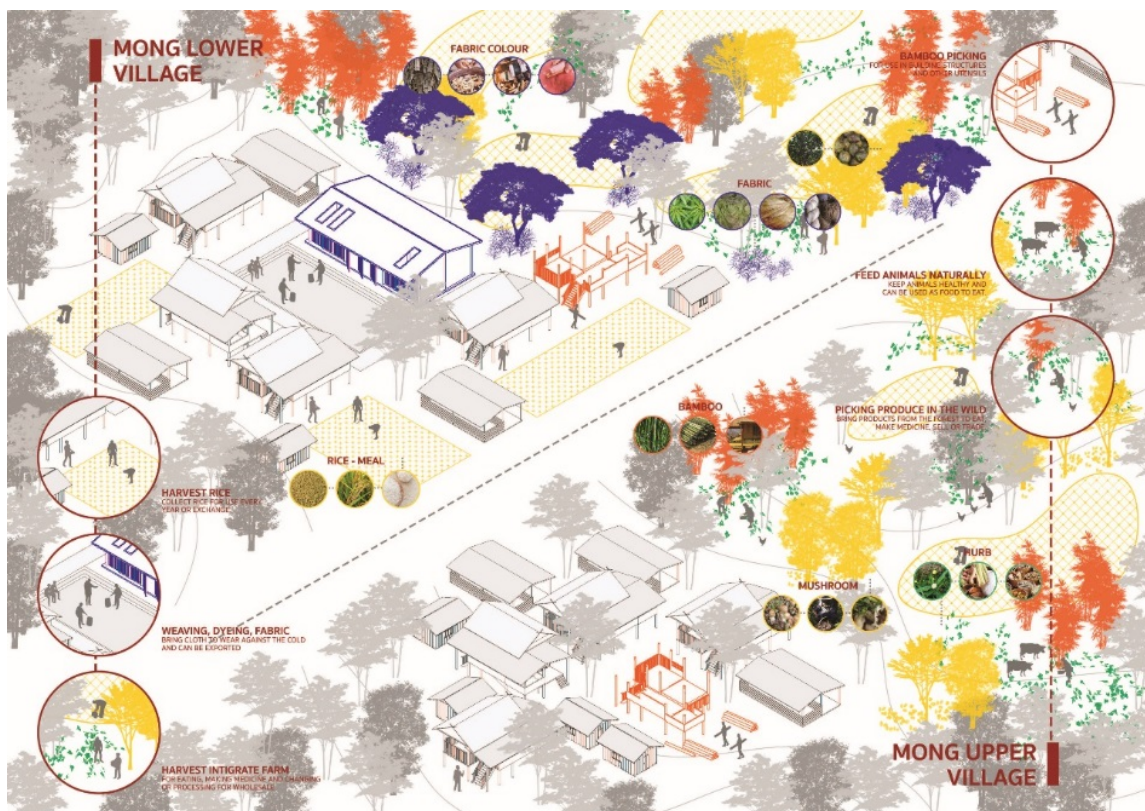 MONG LOWER
VILLAGE
FABRIC COLOUR
BAMBOO PICKING
FOR USE IN BUILDING STRUCTURES
AND OTHER UTENSILS
FABRIC
FEED ANIMALS NATURALLY
KEEP ANIMALS HEALTHY AND
CAN BE USED AS FOOD TO EAT.
BAMBOO
PICKING PRODUCE IN THE WILD
BRING PRODUCTS FROM THE FOREST TO EAT,
MAKE MEDICINE, SELL OR TRADE.
RICE - MEAL
HARVEST RICE
COLLECT RICE FOR USE EVERY
YEAR OR EXCHANGE
HURB
MUSHROOM
WEAVING, DYEING, FABRIC
BRING CLOTH TO WEAR AGAINST THE COLD
AND CAN BE EXPORTED
HARVEST INTIGRATE FARM
FOR EATING, MAKING MEDICINE AND CHANGING
OR PROCESSING FOR WHOLESALE
MONG UPPER
VILLAGE